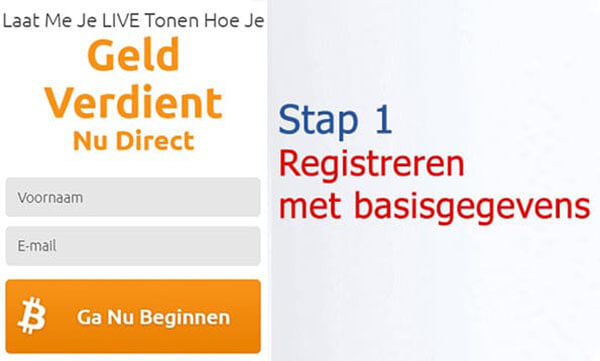 Laat Me Je LIVE Tonen Hoe Je
Geld
Verdient
Nu Direct
Voornaam
E-mail
Ga Nu Beginnen
Stap 1
Registreren
met basisgegevens